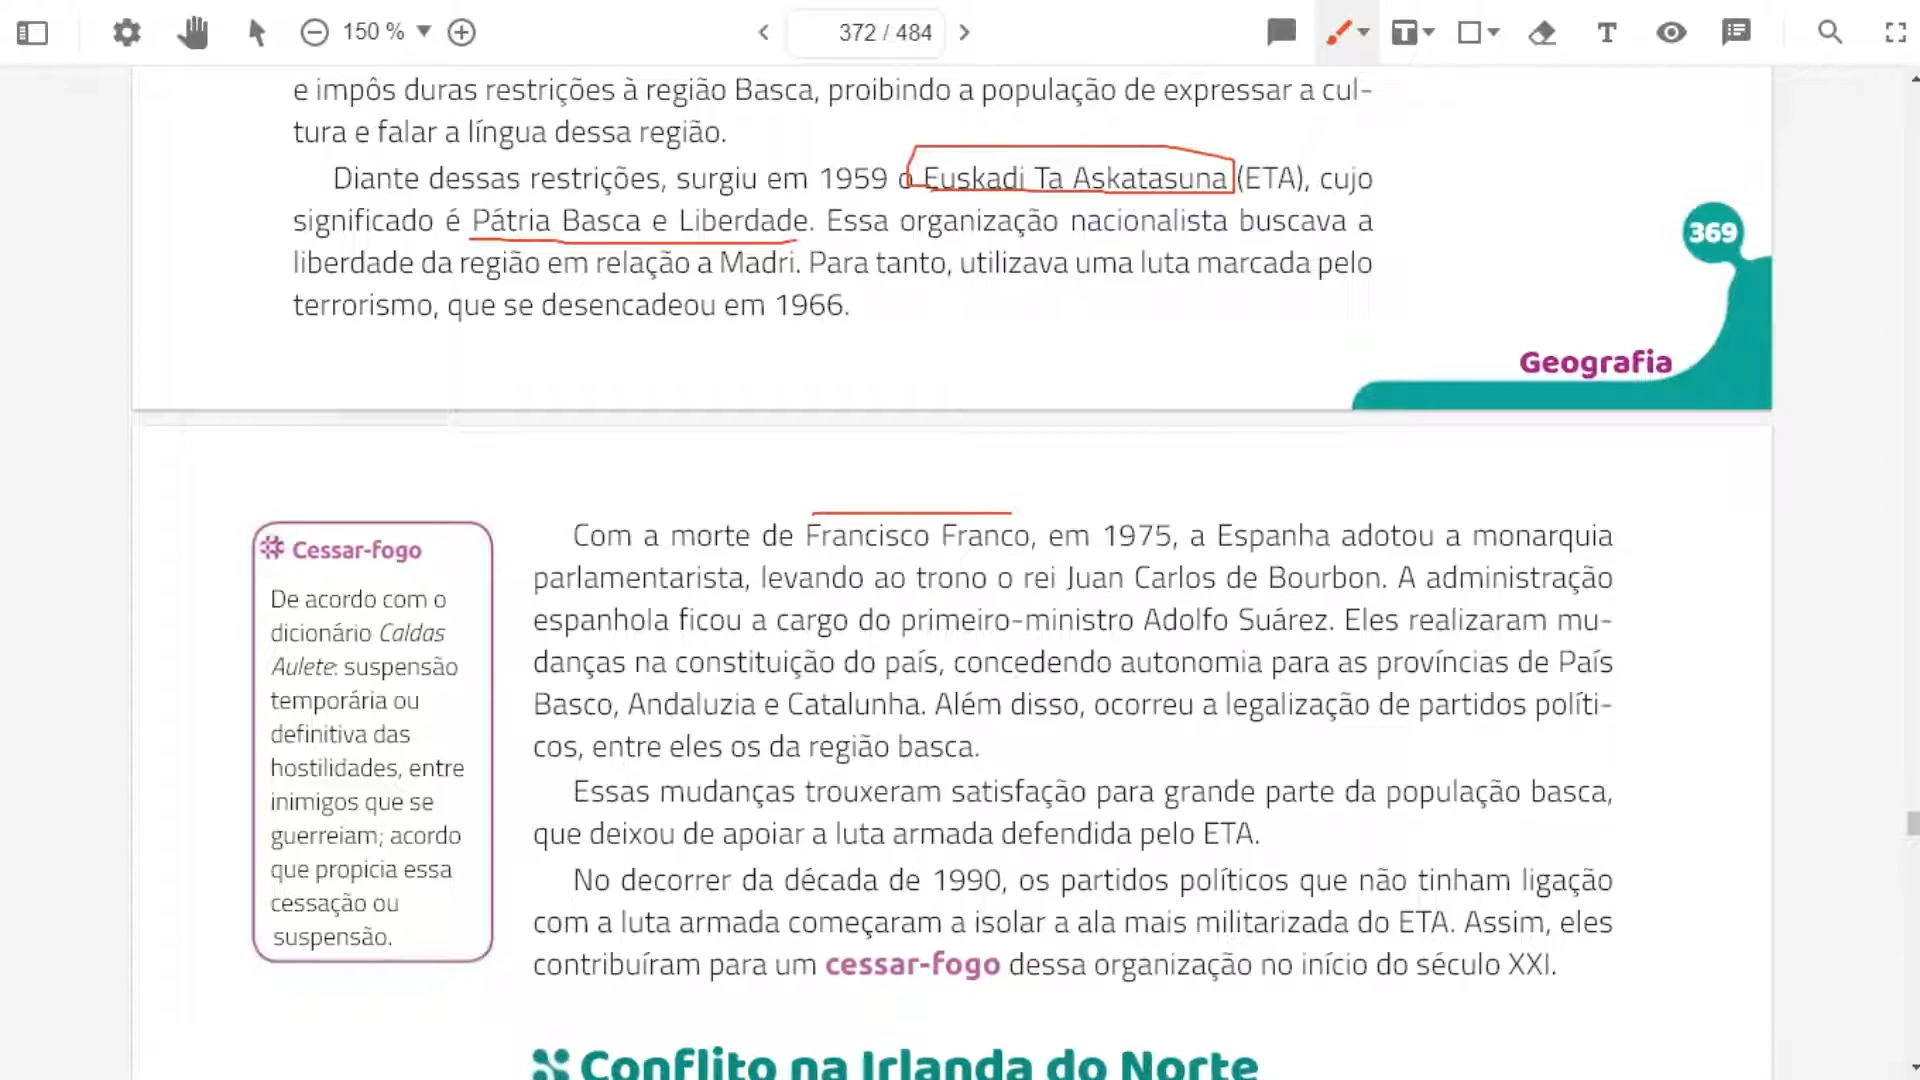 150 %
372 / 484
e impôs duras restrições à região Basca, proibindo a população de expressar a cul-
tura e falar a língua dessa região.
Diante dessas restrições, surgiu em 1959 o Euskadi Ta Askatasuna (ETA), cujo
significado é Pátria Basca e Liberdade. Essa organização nacionalista buscava a
liberdade da região em relação a Madri. Para tanto, utilizava uma luta marcada pelo
terrorismo, que se desencadeou em 1966.
369
Geografia
Cessar-fogo
De acordo com o
dicionário Caldas
Aulete: suspensão
temporária ou
definitiva das
hostilidades, entre
inimigos que se
guerreiam; acordo
que propicia essa
cessação ou
suspensão.
Com a morte de Francisco Franco, em 1975, a Espanha adotou a monarquia
parlamentarista, levando ao trono o rei Juan Carlos de Bourbon. A administração
espanhola ficou a cargo do primeiro-ministro Adolfo Suárez. Eles realizaram mu-
danças na constituição do país, concedendo autonomia para as províncias de País
Basco, Andaluzia e Catalunha. Além disso, ocorreu a legalização de partidos políti-
cos, entre eles os da região basca.
Essas mudanças trouxeram satisfação para grande parte da população basca,
que deixou de apoiar a luta armada defendida pelo ETA.
No decorrer da década de 1990, os partidos políticos que não tinham ligação
com a luta armada começaram a isolar a ala mais militarizada do ETA. Assim, eles
contribuíram para um cessar-fogo dessa organização no início do século XXI.
Conflito na Irlanda do Norte